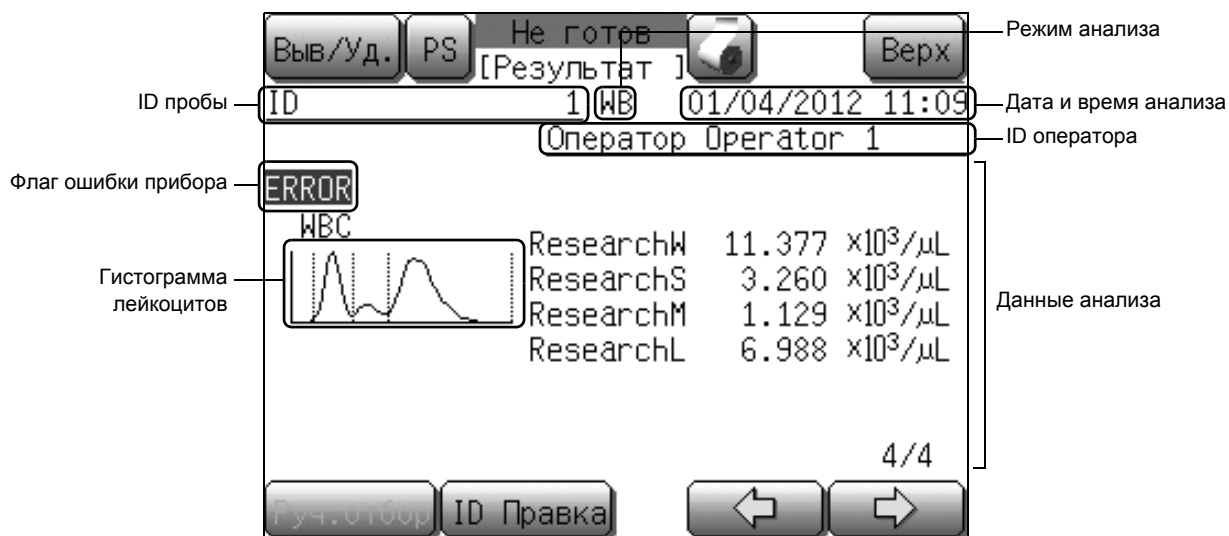 Выв/Уд. PS Не готов Верх Режим анализа
[Результат ]
ID пробы ID 1 WB 01/04/2012 11:09 Дата и время анализа
Оператор Operator 1 ID оператора
Флаг ошибки прибора ERROR
WBC
ResearchW 11.377 ×10³/µL
Гистограмма ResearchS 3.260 ×10³/µL
лейкоцитов ResearchM 1.129 ×10³/µL Данные анализа
ResearchL 6.988 ×10³/µL
4/4
Руч.отбор ID Правка